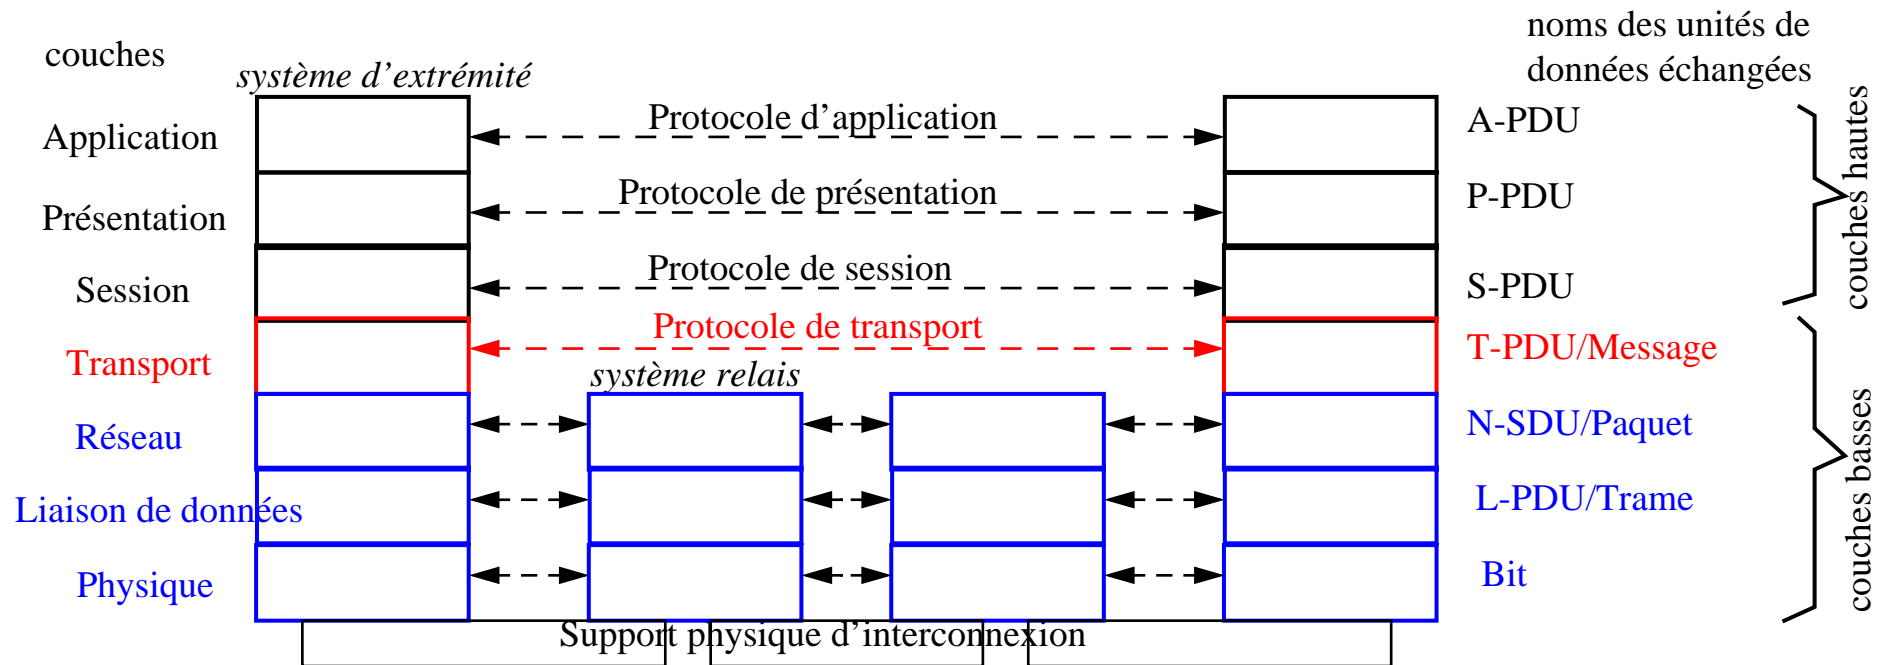 couches
système d’extrémité
noms des unités de
données échangées
Application
Protocole d’application
A-PDU
Présentation
Protocole de présentation
P-PDU
Session
Protocole de session
S-PDU
couches hautes
Transport
Protocole de transport
T-PDU/Message
système relais
Réseau
N-SDU/Paquet
Liaison de données
L-PDU/Trame
Physique
Bit
couches basses
Support physique d’interconnexion